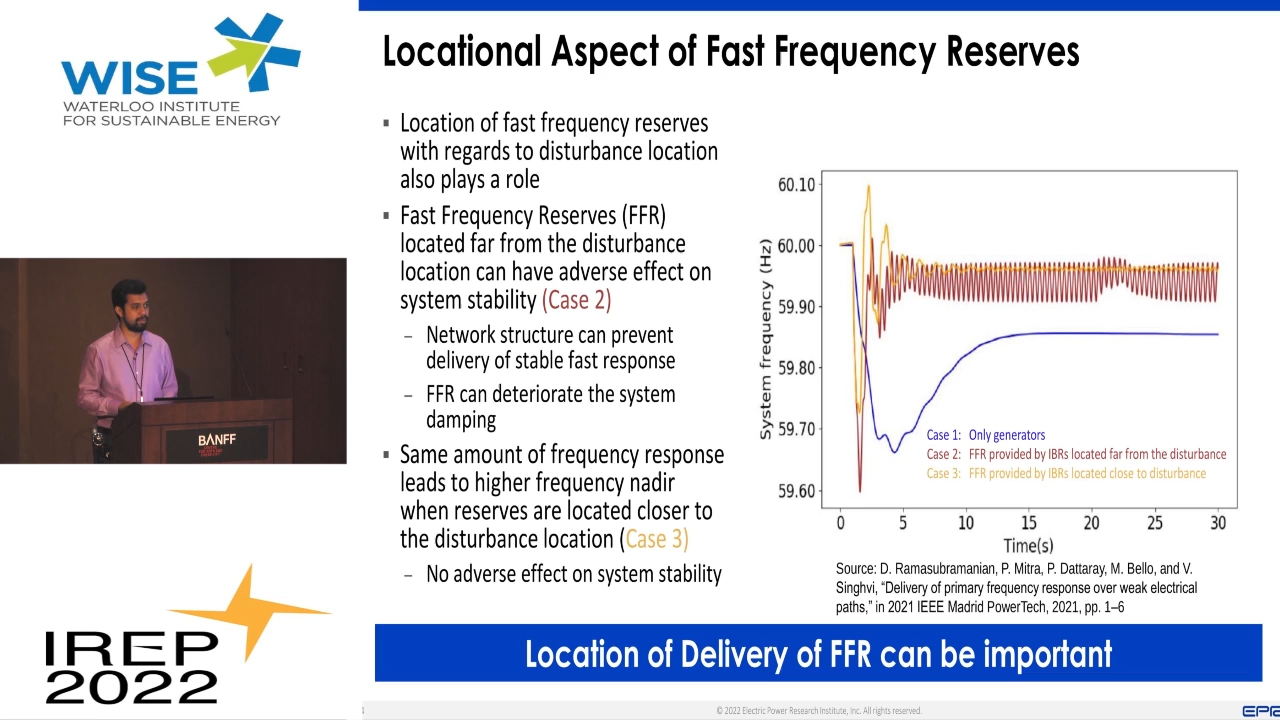 WISE
WATERLOO INSTITUTE
FOR SUSTAINABLE ENERGY
BANFF
IREP
2022
Locational Aspect of Fast Frequency Reserves
▪ Location of fast frequency reserves
with regards to disturbance location
also plays a role
▪ Fast Frequency Reserves (FFR)
located far from the disturbance
location can have adverse effect on
system stability (Case 2)
– Network structure can prevent
delivery of stable fast response
– FFR can deteriorate the system
damping
▪ Same amount of frequency response
leads to higher frequency nadir
when reserves are located closer to
the disturbance location (Case 3)
– No adverse effect on system stability
System frequency (Hz)
60.10
60.00
59.90
59.80
59.70
59.60
Case 1: Only generators
Case 2: FFR provided by IBRs located far from the disturbance
Case 3: FFR provided by IBRs located close to disturbance
0 5 10 15 20 25 30
Time(s)
Source: D. Ramasubramanian, P. Mitra, P. Dattaray, M. Bello, and V.
Singhvi, “Delivery of primary frequency response over weak electrical
paths,” in 2021 IEEE Madrid PowerTech, 2021, pp. 1–6
Location of Delivery of FFR can be important
© 2022 Electric Power Research Institute, Inc. All rights reserved.